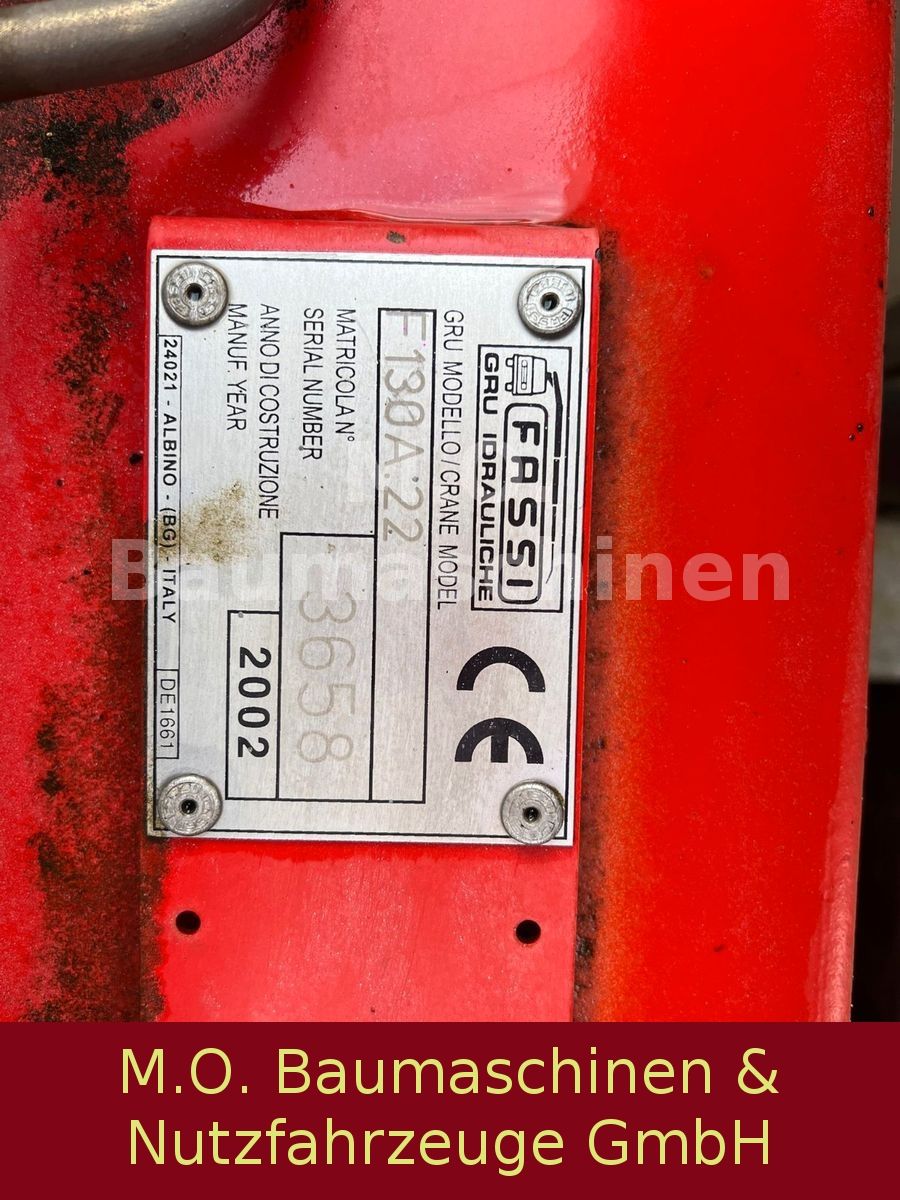 FASSI
GRU IDRAULICHE
CE
GRU MODELLO/CRANE MODEL
F130A.22
MATRICOLA N°
SERIAL NUMBER
3658
ANNO DI COSTRUZIONE
MANUF. YEAR
2002
24021 - ALBINO - (BG) - ITALY
DE1661
Baumaschinen
M.O. Baumaschinen &
Nutzfahrzeuge GmbH